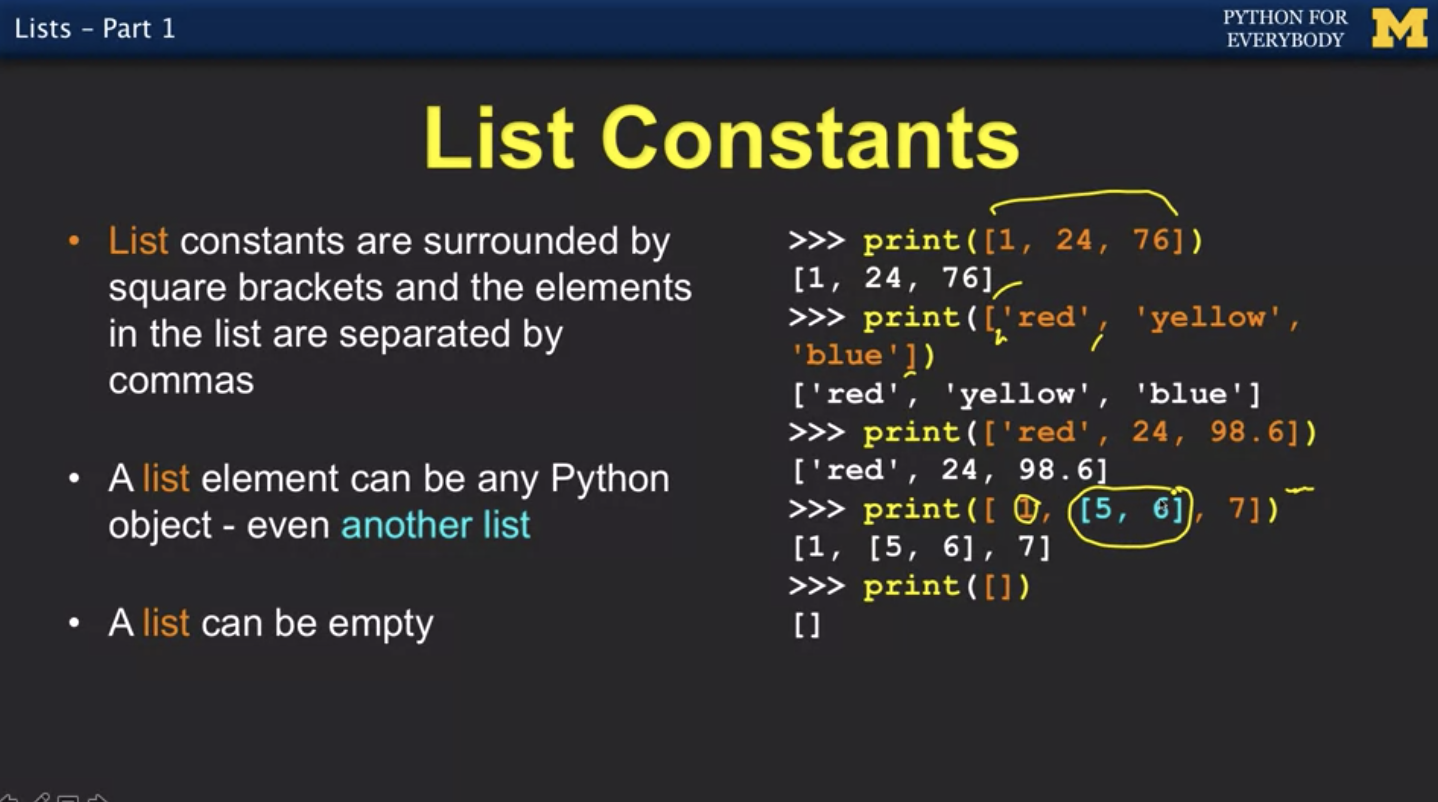 Lists – Part 1
PYTHON FOR
EVERYBODY
M
List Constants
• List constants are surrounded by
square brackets and the elements
in the list are separated by
commas
• A list element can be any Python
object - even another list
• A list can be empty
>>> print([1, 24, 76])
[1, 24, 76]
>>> print(['red', 'yellow',
'blue'])
['red', 'yellow', 'blue']
>>> print(['red', 24, 98.6])
['red', 24, 98.6]
>>> print([ 1, [5, 6], 7])
[1, [5, 6], 7]
>>> print([])
[]